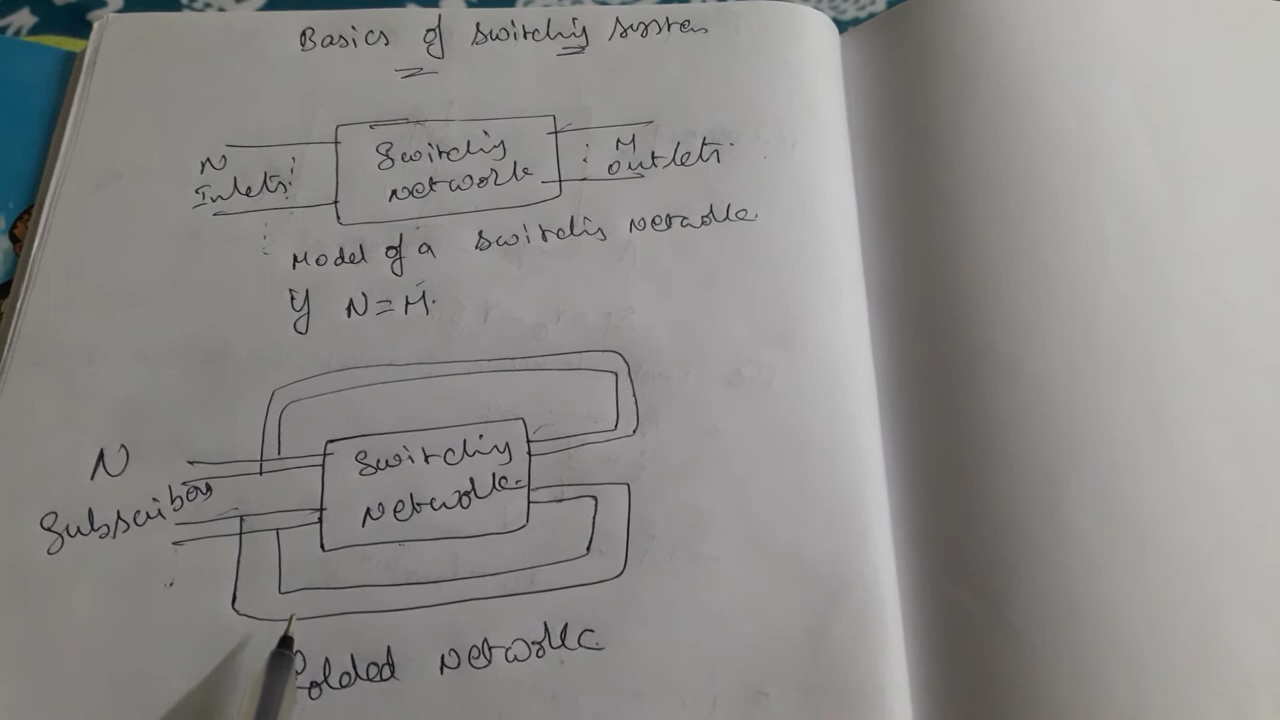 Basics of switching system
N
Inlets
Switching
network
M
outlets
Model of a switching network
If N=M.
N
Subscribers
Switching
Network
Folded network